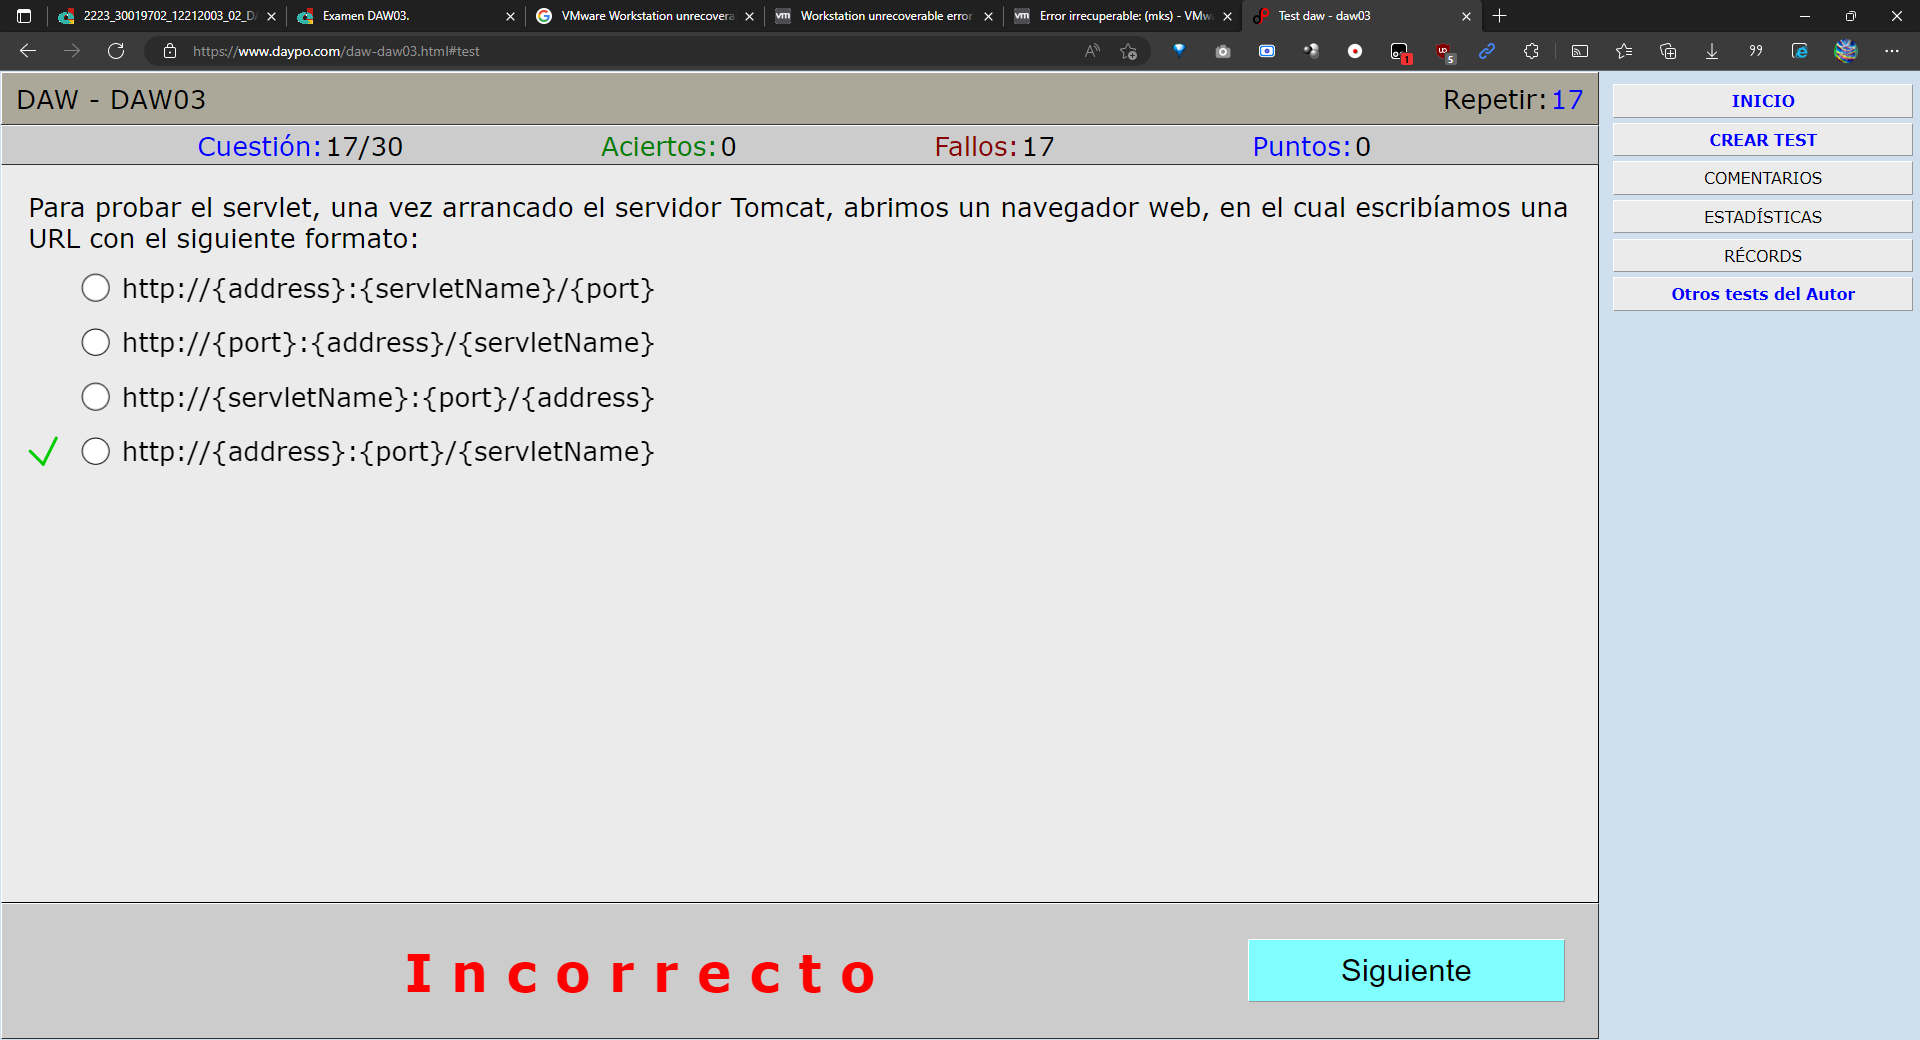 2223_30019702_12212003_02_D
Examen DAW03.
VMware Workstation unrecovera
Workstation unrecoverable error
Error irrecuperable: (mks) - VMw
Test daw - daw03
https://www.daypo.com/daw-daw03.html#test
1
5
DAW - DAW03
Repetir: 17
Cuestión: 17/30
Aciertos: 0
Fallos: 17
Puntos: 0
Para probar el servlet, una vez arrancado el servidor Tomcat, abrimos un navegador web, en el cual escribíamos una
URL con el siguiente formato:
http://{address}:{servletName}/{port}
http://{port}:{address}/{servletName}
http://{servletName}:{port}/{address}
http://{address}:{port}/{servletName}
Incorrecto
Siguiente
INICIO
CREAR TEST
COMENTARIOS
ESTADÍSTICAS
RÉCORDS
Otros tests del Autor